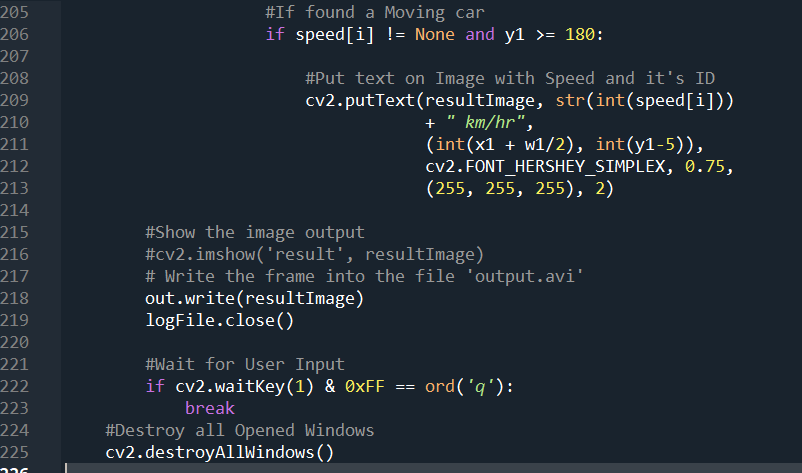 205                         #If found a Moving car
206                         if speed[i] != None and y1 >= 180:
207
208                             #Put text on Image with Speed and it's ID
209                             cv2.putText(resultImage, str(int(speed[i]))
210                                         + " km/hr",
211                                         (int(x1 + w1/2), int(y1-5)),
212                                         cv2.FONT_HERSHEY_SIMPLEX, 0.75,
213                                         (255, 255, 255), 2)
214
215             #Show the image output
216             #cv2.imshow('result', resultImage)
217             # Write the frame into the file 'output.avi'
218             out.write(resultImage)
219             logFile.close()
220
221             #Wait for User Input
222             if cv2.waitKey(1) & 0xFF == ord('q'):
223                 break
224         #Destroy all Opened Windows
225         cv2.destroyAllWindows()
226